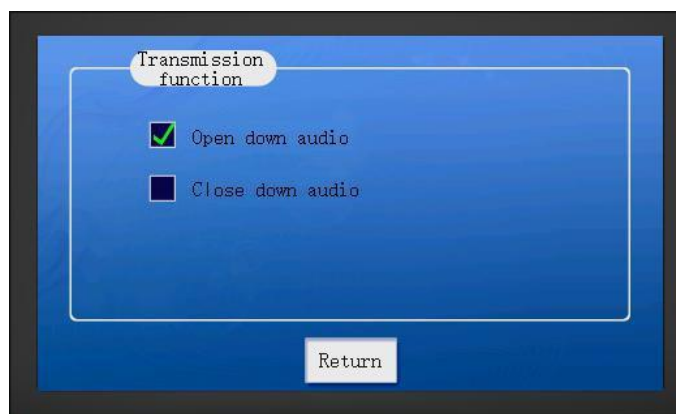 Transmission
function
Open down audio
Close down audio
Return